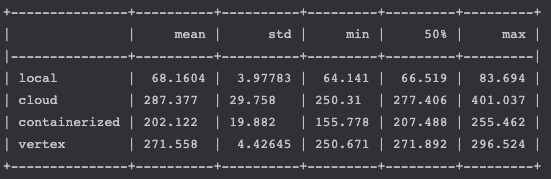 +---------------+----------+----------+---------+---------+---------+
|               |     mean |      std |     min |     50% |     max |
|---------------+----------+----------+---------+---------+---------|
| local         |  68.1604 |  3.97783 |  64.141 |  66.519 |  83.694 |
| cloud         | 287.377  | 29.758   | 250.31  | 277.406 | 401.037 |
| containerized | 202.122  | 19.882   | 155.778 | 207.488 | 255.462 |
| vertex        | 271.558  |  4.42645 | 250.671 | 271.892 | 296.524 |
+---------------+----------+----------+---------+---------+---------+